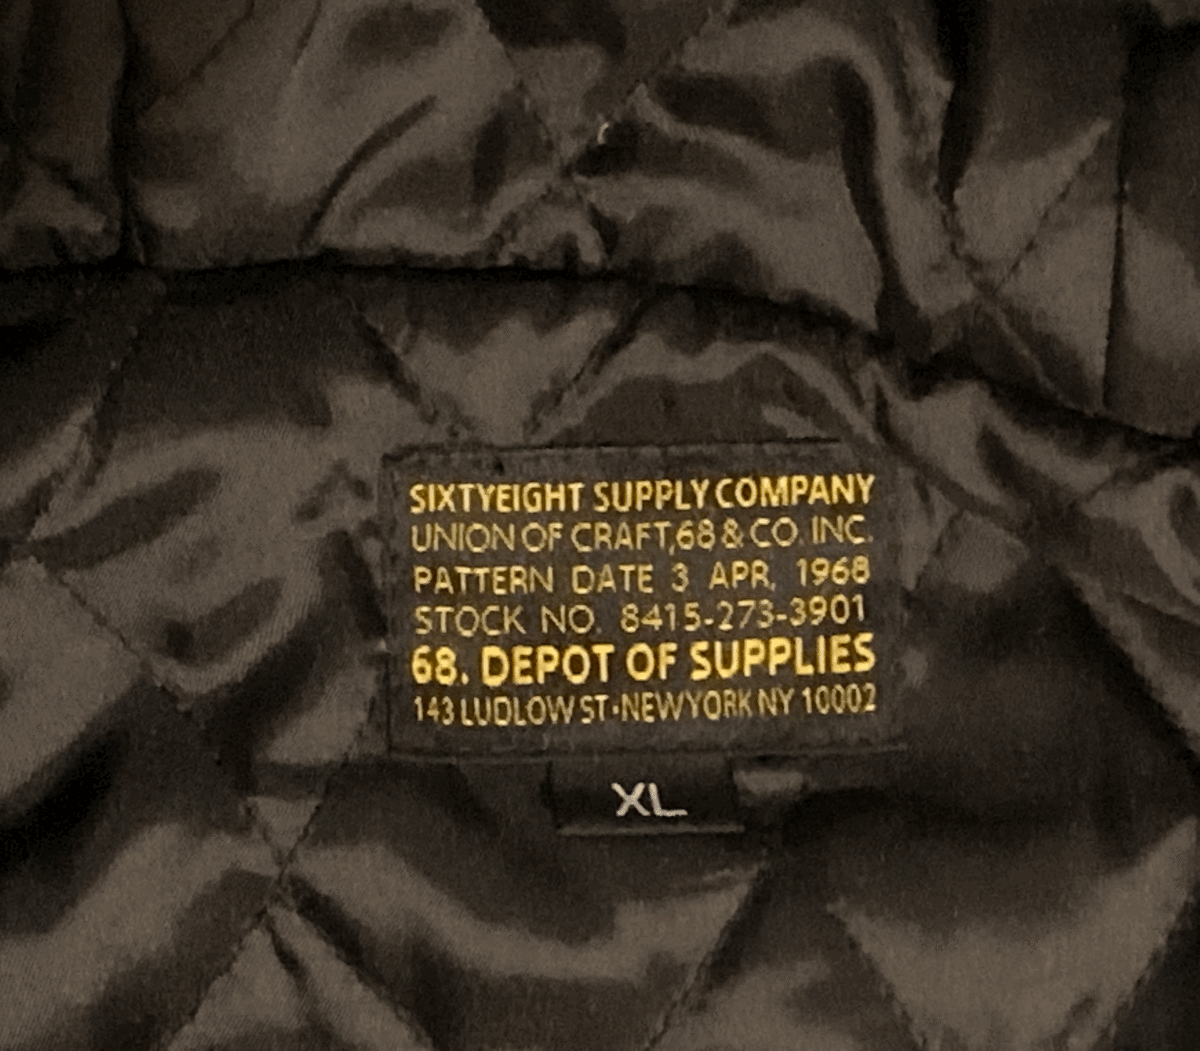 SIXTYEIGHT SUPPLY COMPANY
UNION OF CRAFT,68 & CO. INC.
PATTERN DATE 3 APR. 1968
STOCK NO. 8415-273-3901
68. DEPOT OF SUPPLIES
143 LUDLOW ST·NEWYORK NY 10002
XL